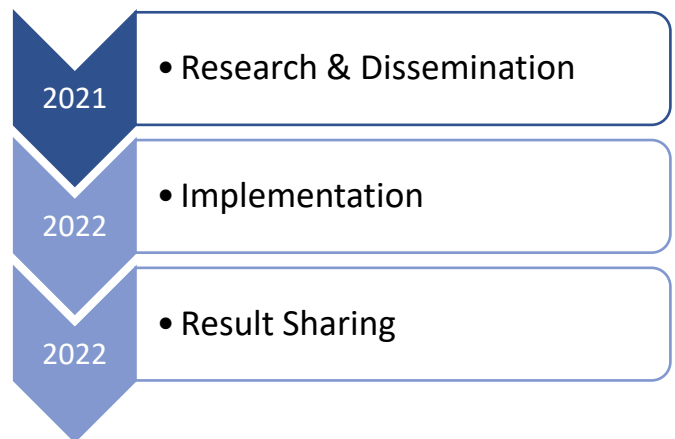 2021
• Research & Dissemination
2022
• Implementation
2022
• Result Sharing